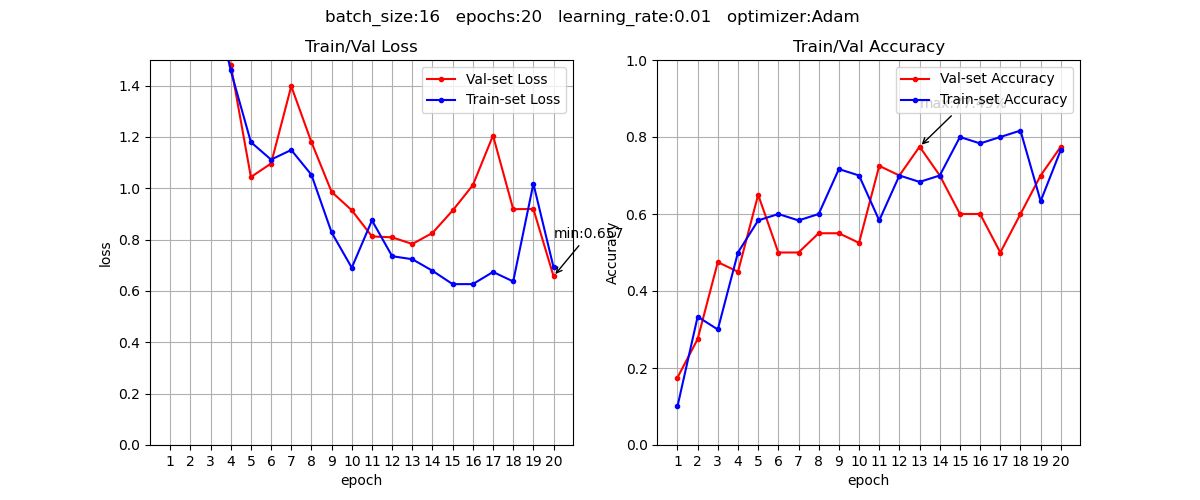 batch_size:16   epochs:20   learning_rate:0.01   optimizer:Adam
Train/Val Loss
Val-set Loss
Train-set Loss
1.4
1.2
1.0
0.8
0.6
0.4
0.2
0.0
loss
min:0.657
1 2 3 4 5 6 7 8 9 10 11 12 13 14 15 16 17 18 19 20
epoch
Train/Val Accuracy
Val-set Accuracy
Train-set Accuracy
1.0
0.8
0.6
0.4
0.2
0.0
Accuracy
1 2 3 4 5 6 7 8 9 10 11 12 13 14 15 16 17 18 19 20
epoch